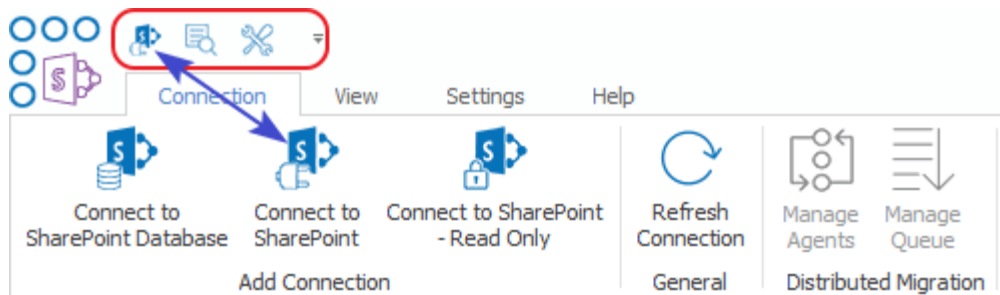 Connection View Settings Help
Connect to SharePoint Database
Connect to SharePoint
Connect to SharePoint - Read Only
Refresh Connection
Manage Agents
Manage Queue
Add Connection General Distributed Migration